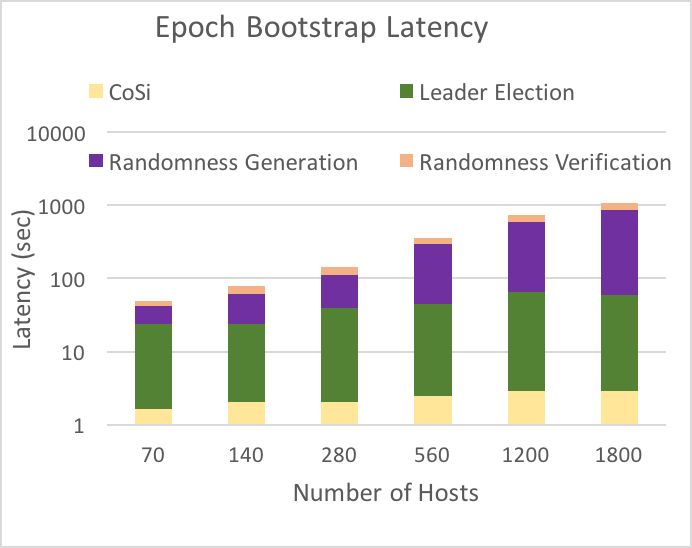 Epoch Bootstrap Latency
CoSi
Leader Election
Randomness Generation
Randomness Verification
10000
1000
100
10
1
Latency (sec)
70 140 280 560 1200 1800
Number of Hosts